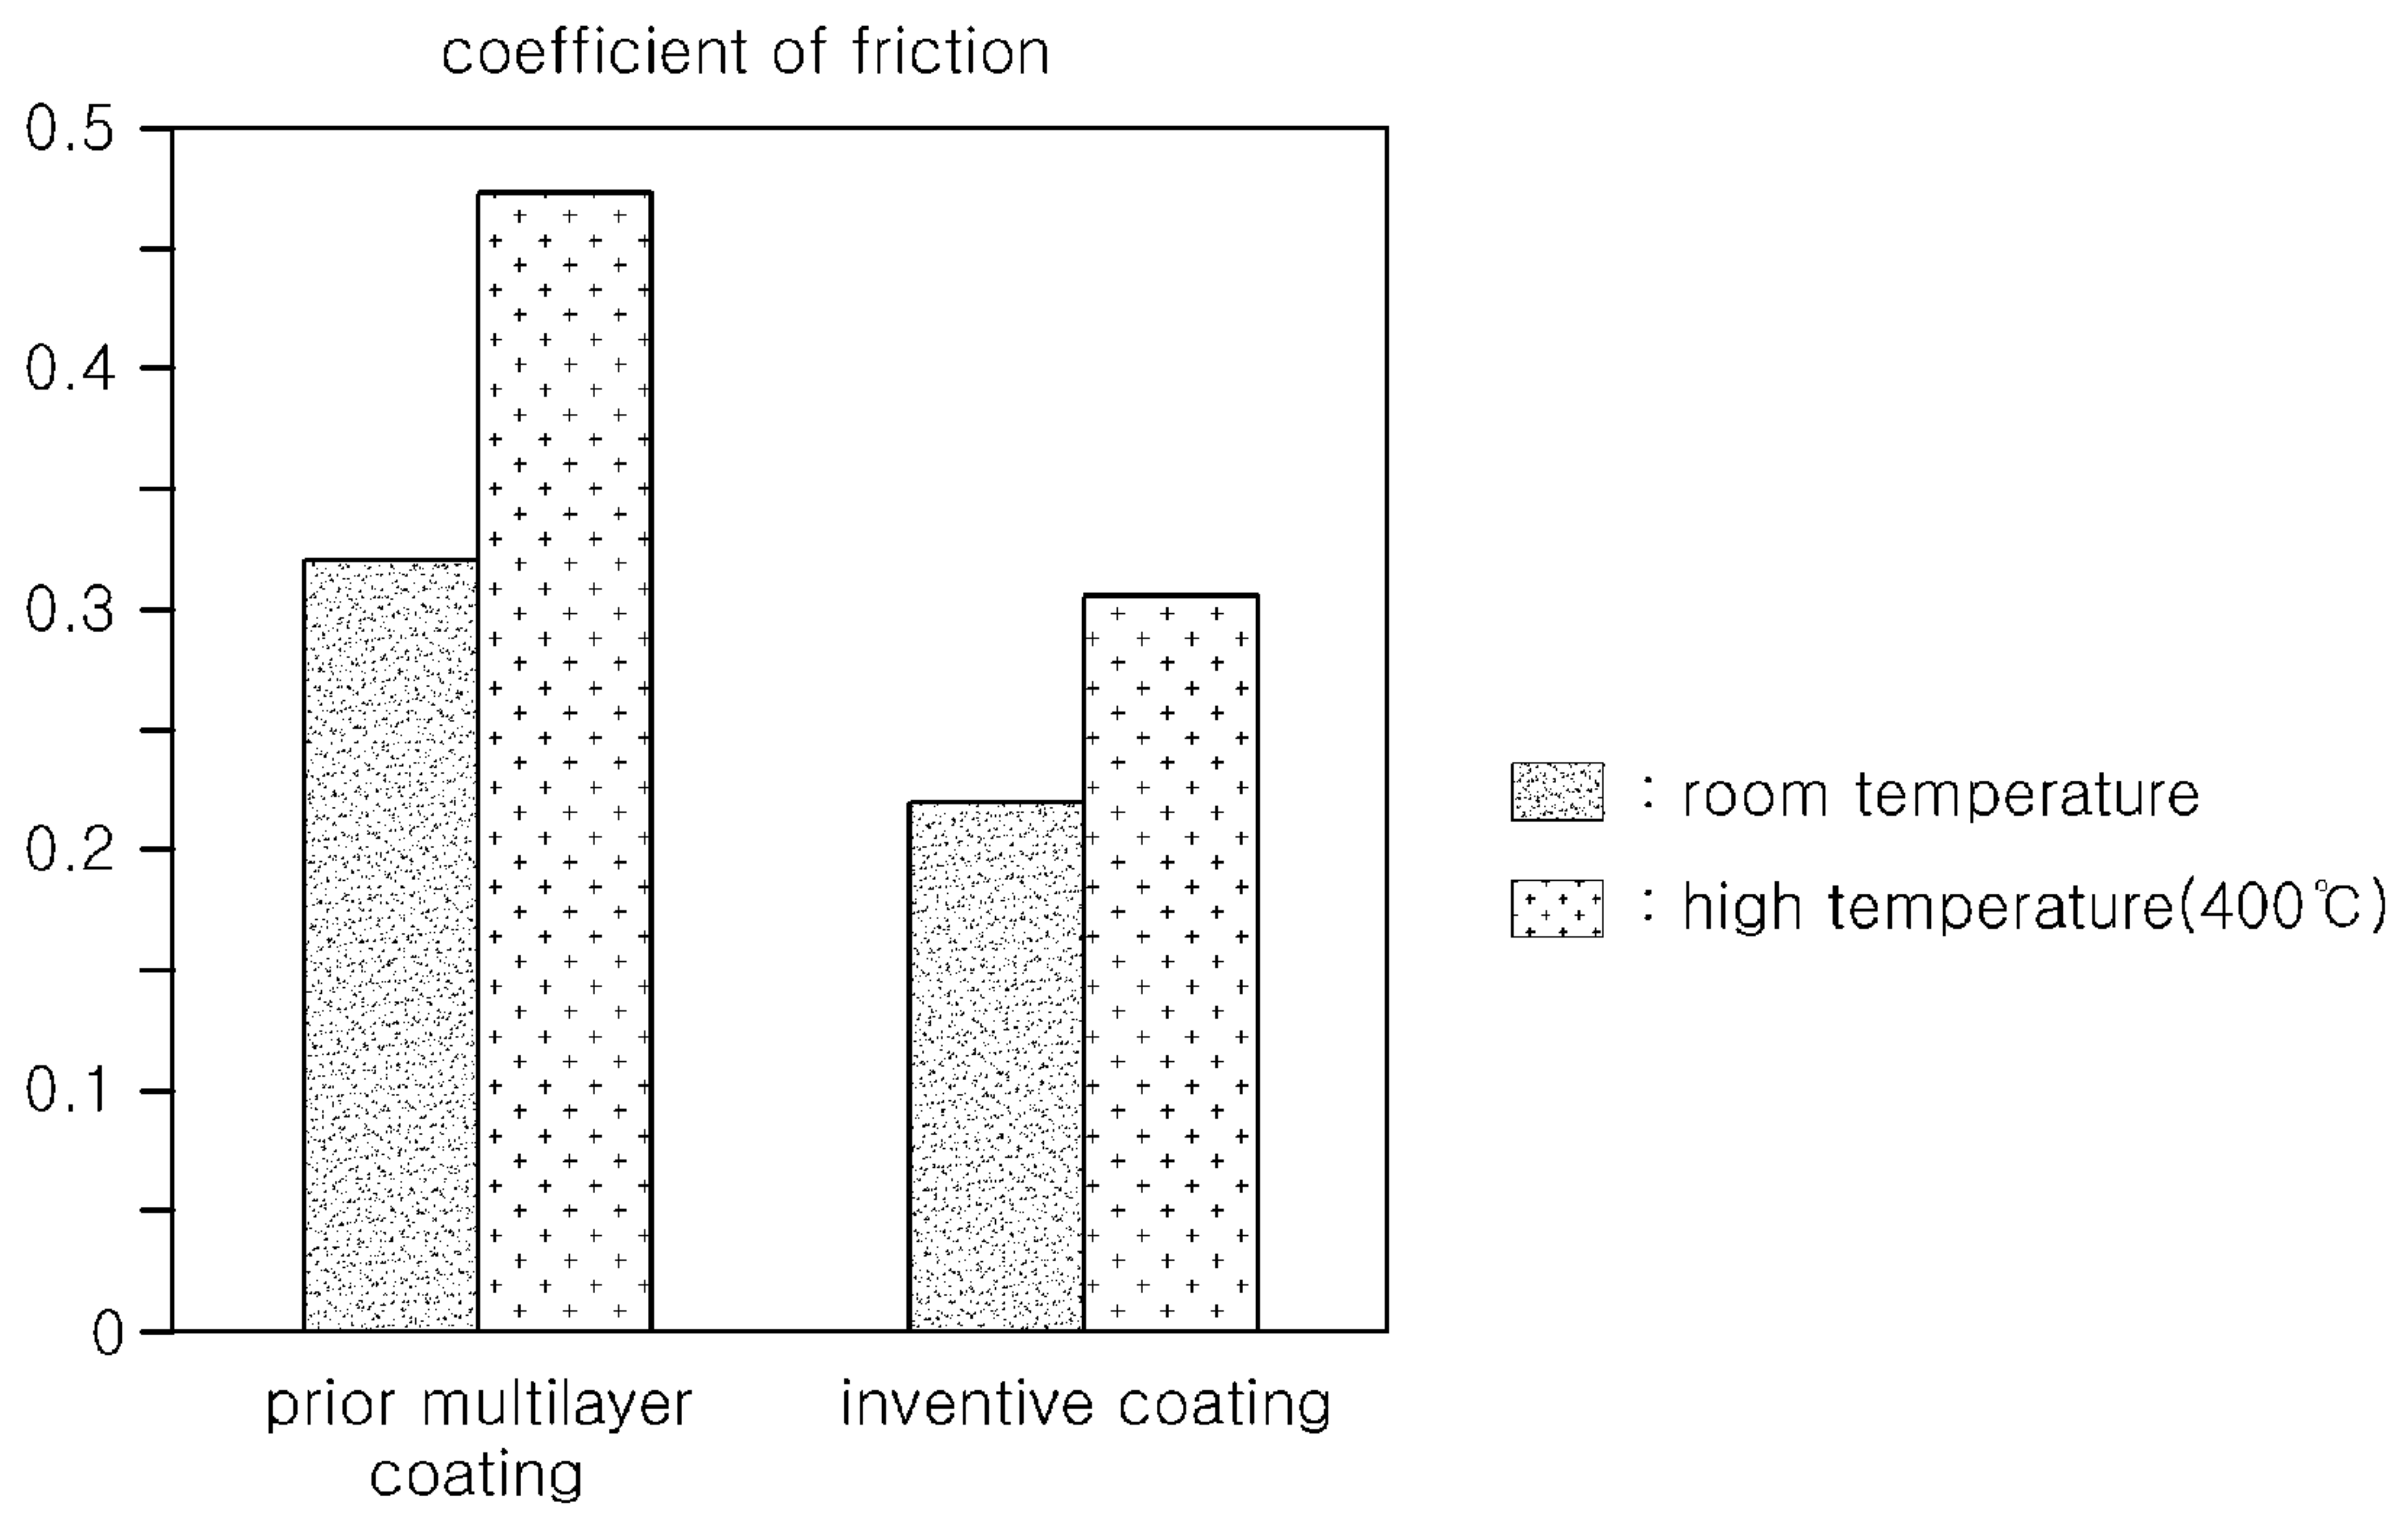 coefficient of friction
0.5
0.4
0.3
0.2
0.1
0
prior multilayer
coating
inventive coating
: room temperature
: high temperature(400℃)